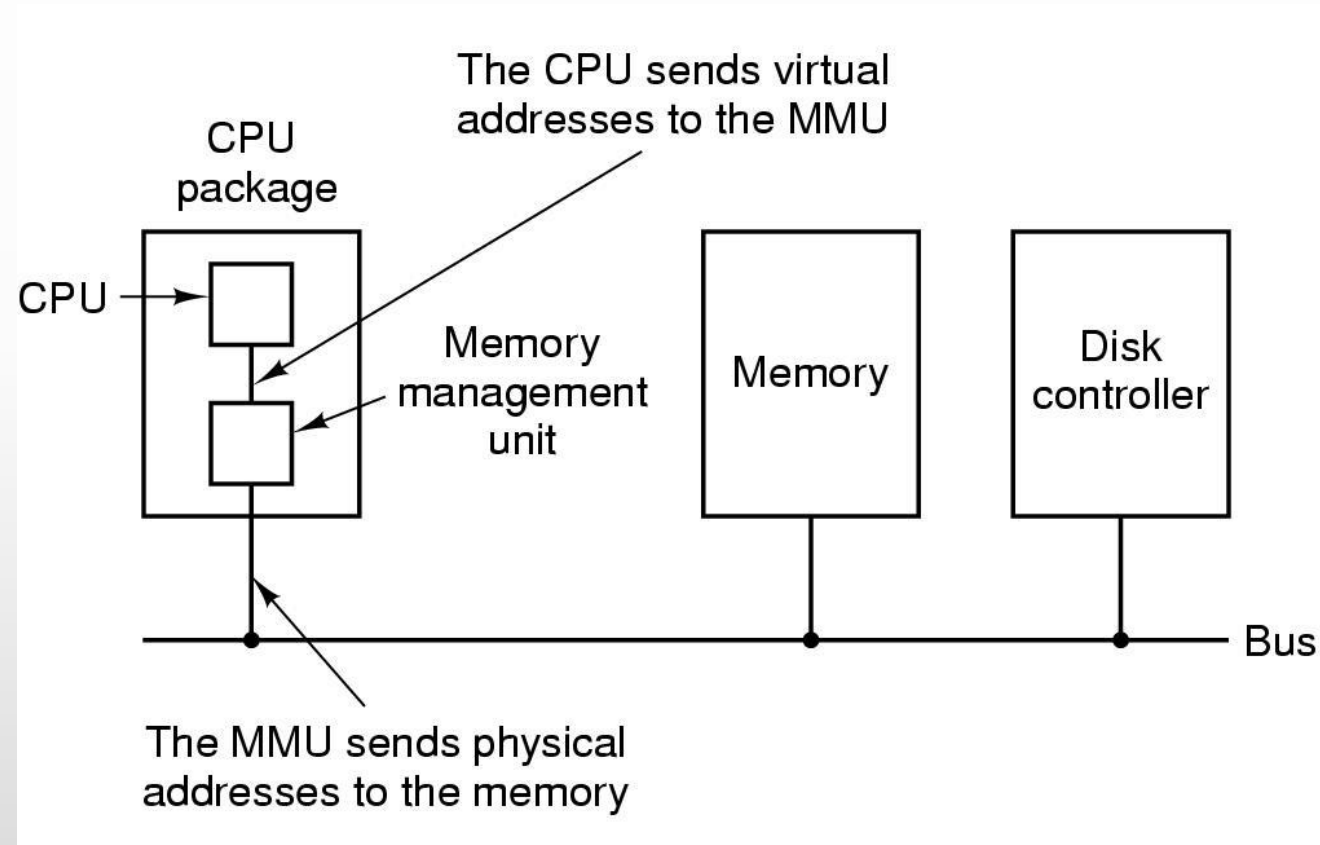 The CPU sends virtual
addresses to the MMU
CPU
package
CPU
Memory
management
unit
Memory
Disk
controller
Bus
The MMU sends physical
addresses to the memory